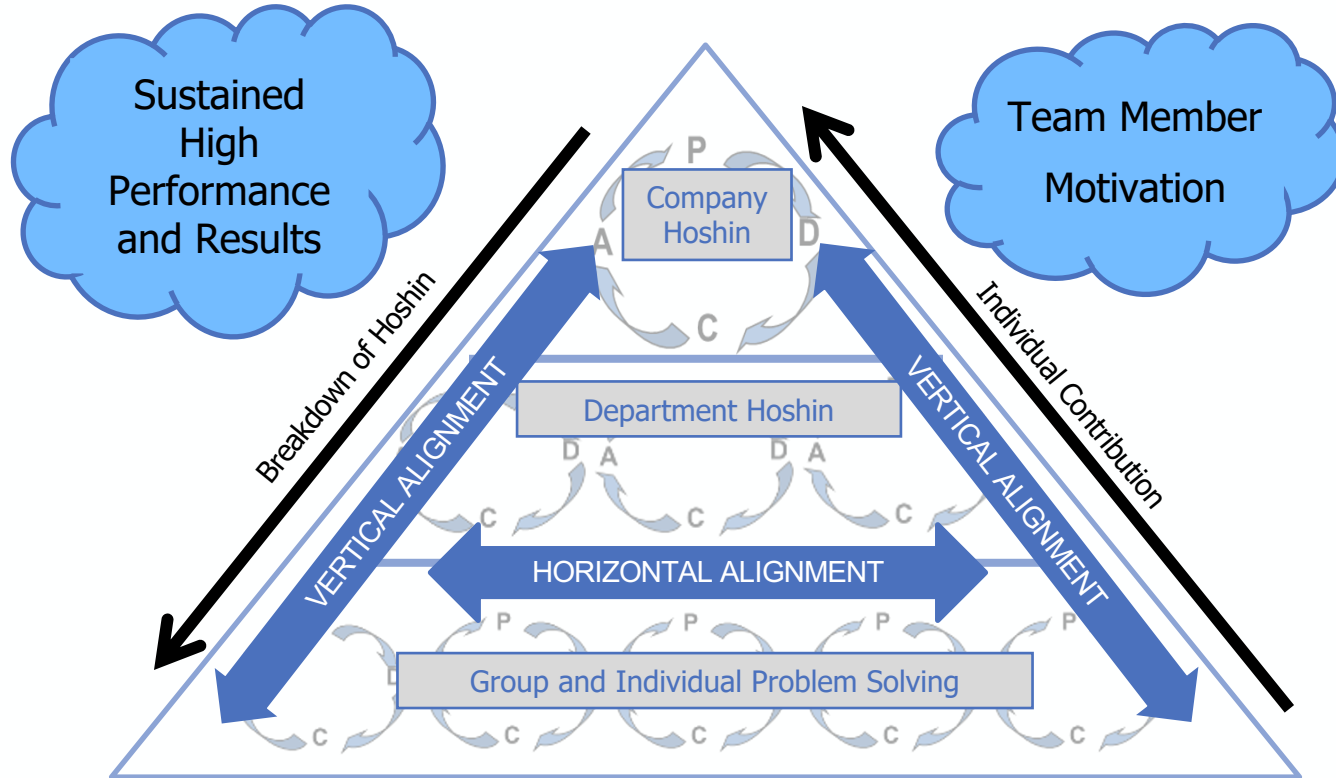 Sustained
High
Performance
and Results
Team Member
Motivation
Breakdown of Hoshin
Individual Contribution
P
Company
Hoshin
A
D
C
VERTICAL ALIGNMENT
VERTICAL ALIGNMENT
Department Hoshin
D
A
D
A
C
C
C
HORIZONTAL ALIGNMENT
P
P
P
P
Group and Individual Problem Solving
C
C
C
C
C